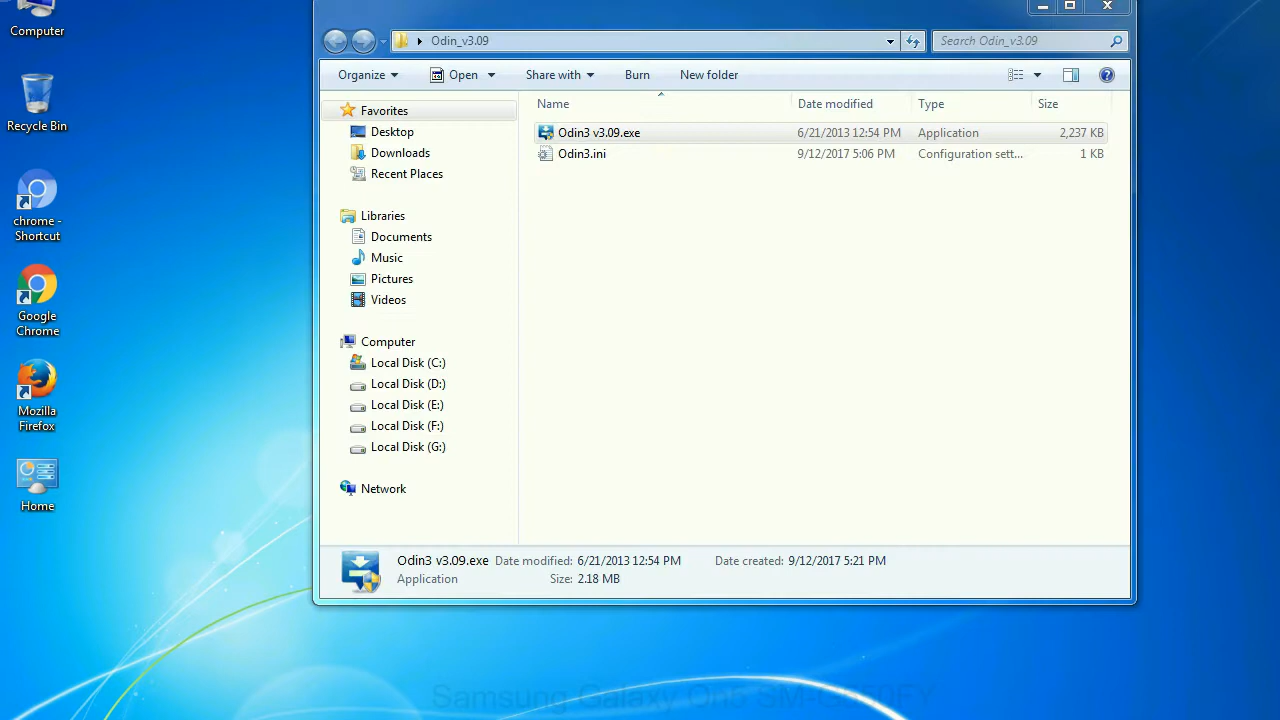 Computer
Recycle Bin
chrome -
Shortcut
Google
Chrome
Mozilla
Firefox
Home
Odin_v3.09
Search Odin_v3.09
Organize Open Share with Burn New folder
Name Date modified Type Size
Odin3 v3.09.exe 6/21/2013 12:54 PM Application 2,237 KB
Odin3.ini 9/12/2017 5:06 PM Configuration sett... 1 KB
Favorites
Desktop
Downloads
Recent Places
Libraries
Documents
Music
Pictures
Videos
Computer
Local Disk (C:)
Local Disk (D:)
Local Disk (E:)
Local Disk (F:)
Local Disk (G:)
Network
Odin3 v3.09.exe Date modified: 6/21/2013 12:54 PM Date created: 9/12/2017 5:21 PM
Application Size: 2.18 MB
Samsung Galaxy On5